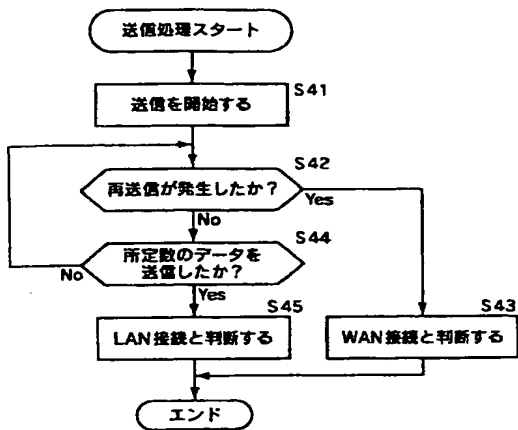 送信処理スタート
S41
送信を開始する
S42
再送信が発生したか?
Yes
No
S44
所定数のデータを
送信したか?
No
Yes
S45
LAN接続と判断する
S43
WAN接続と判断する
エンド